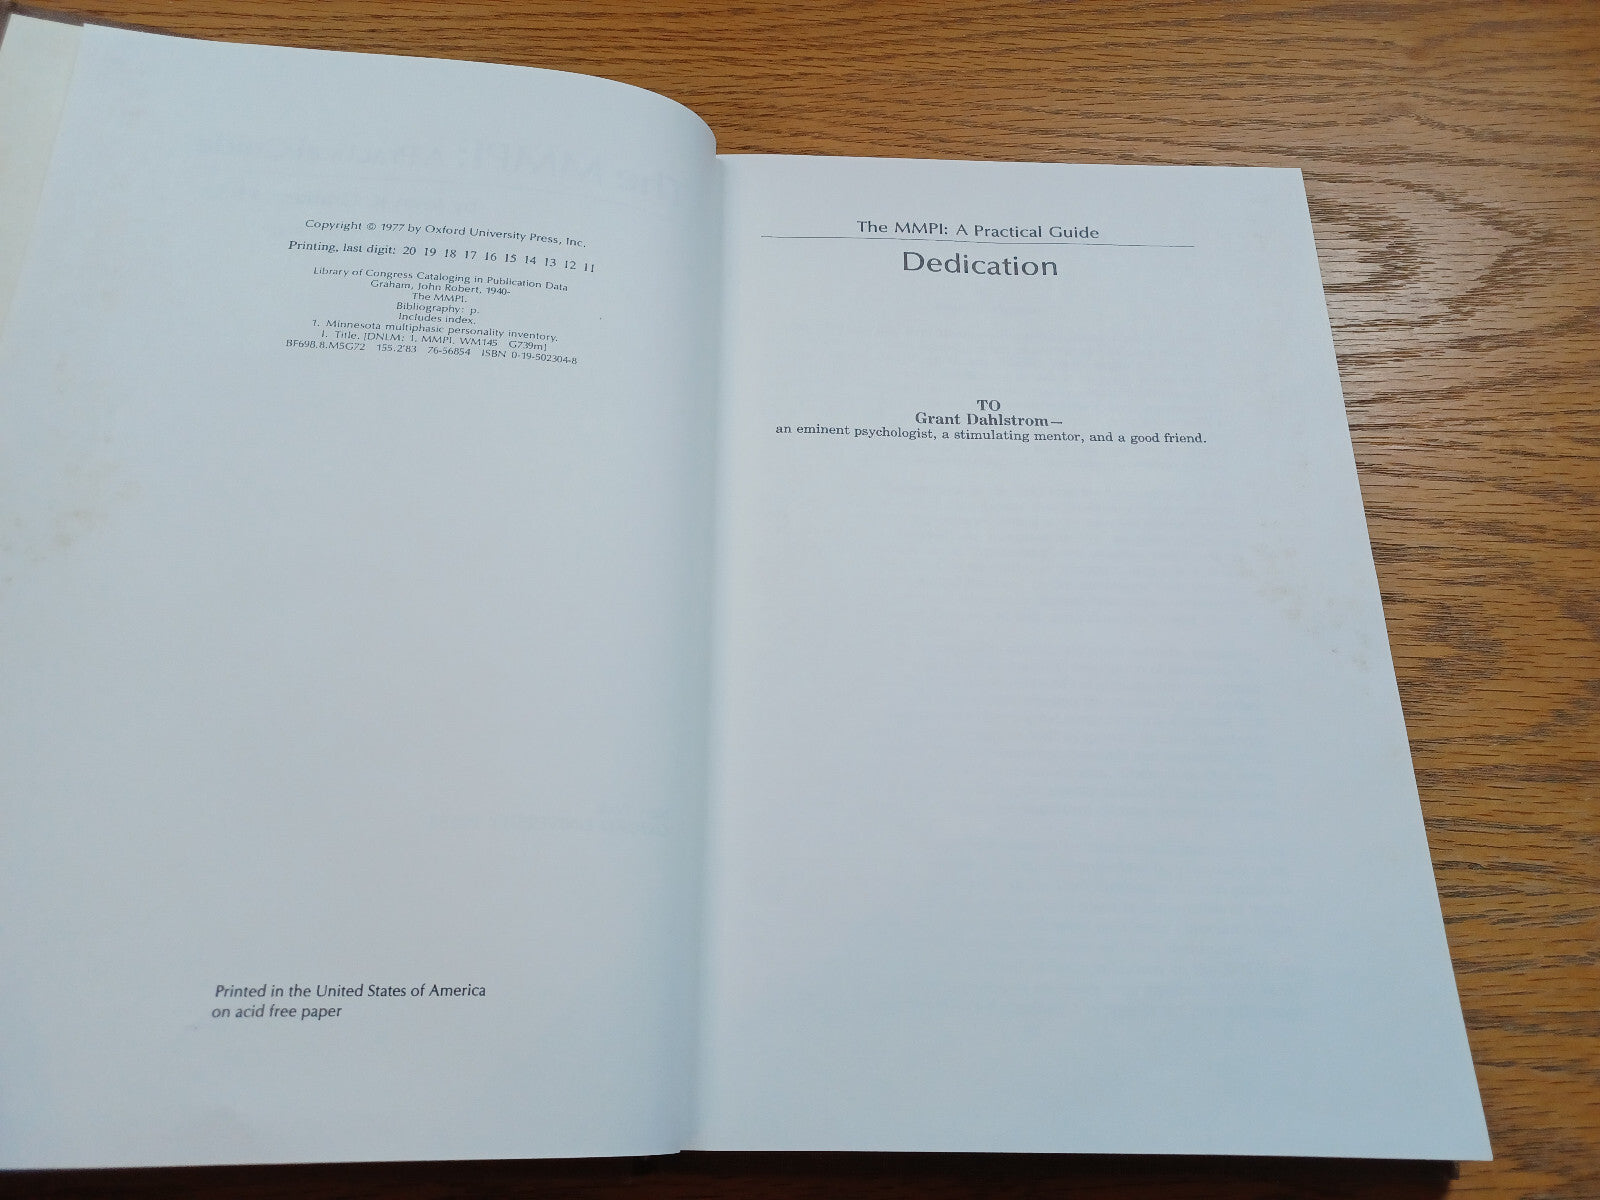 Copyright © 1977 by Oxford University Press, Inc.
Printing, last digit: 20 19 18 17 16 15 14 13 12 11
Library of Congress Cataloging in Publication Data
Graham, John Robert, 1940-
The MMPI.
Bibliography: p.
Includes index.
1. Minnesota multiphasic personality inventory.
I. Title. [DNLM: 1. MMPI. WM145 G739m]
BF698.8.M5G72 155.2'83 76-56854 ISBN 0-19-502304-8
Printed in the United States of America
on acid free paper
The MMPI: A Practical Guide
Dedication
TO
Grant Dahlstrom—
an eminent psychologist, a stimulating mentor, and a good friend.